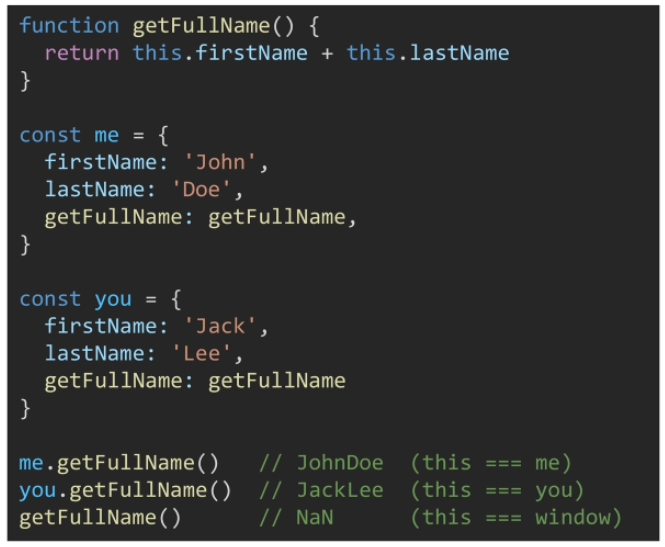 function getFullName() {
  return this.firstName + this.lastName
}

const me = {
  firstName: 'John',
  lastName: 'Doe',
  getFullName: getFullName,
}

const you = {
  firstName: 'Jack',
  lastName: 'Lee',
  getFullName: getFullName
}

me.getFullName()   // JohnDoe  (this === me)
you.getFullName()  // JackLee  (this === you)
getFullName()      // NaN      (this === window)